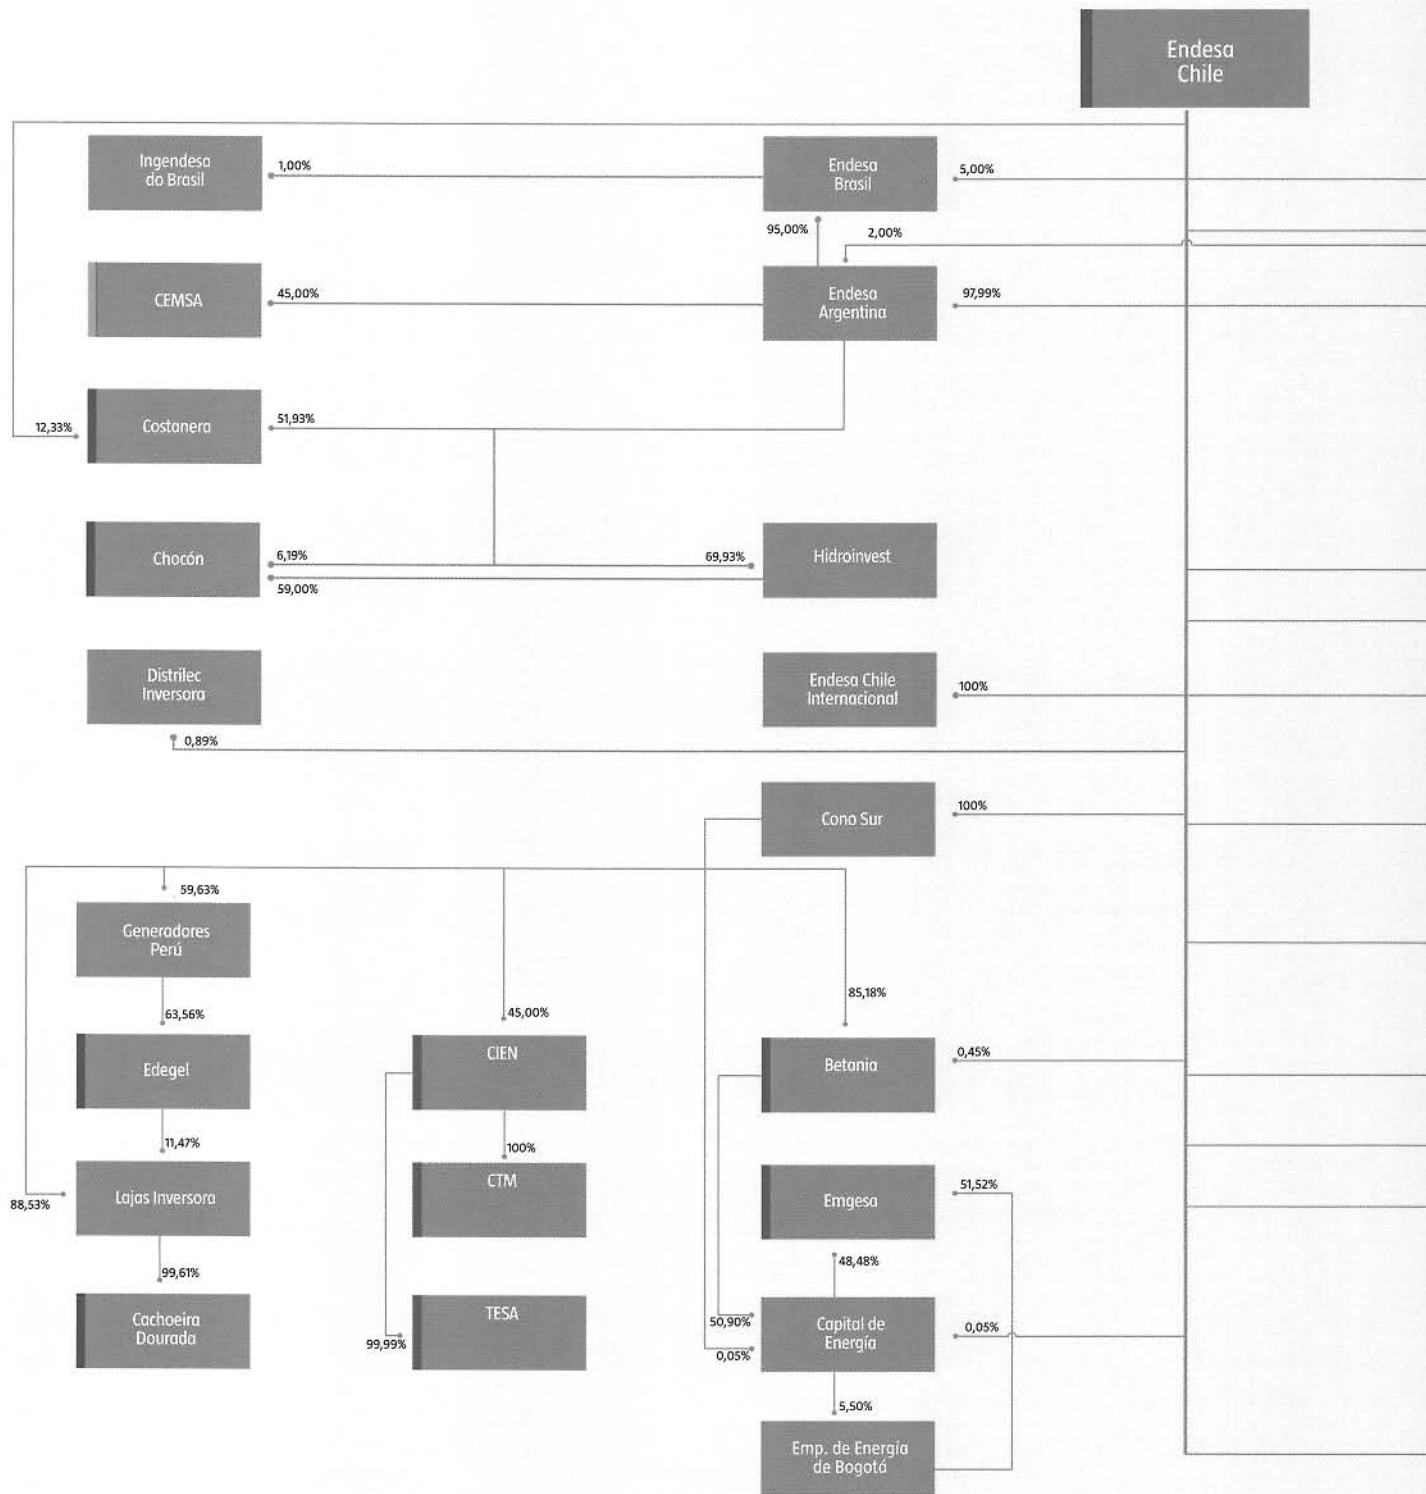 Endesa
Chile
Ingendesa
do Brasil
1,00%
Endesa
Brasil
5,00%
95,00%
2,00%
CEMSA
45,00%
Endesa
Argentina
97,99%
12,33%
Costanera
51,93%
Chocón
6,19%
59,00%
69,93%
Hidroinvest
Distrilec
Inversora
0,89%
Endesa Chile
Internacional
100%
Cono Sur
100%
59,63%
Generadores
Perú
63,56%
45,00%
85,18%
Edegel
CIEN
Betania
0,45%
11,47%
100%
88,53%
Lajas Inversora
CTM
Emgesa
51,52%
99,61%
48,48%
Cachoeira
Dourada
99,99%
TESA
50,90%
0,05%
Capital de
Energía
0,05%
5,50%
Emp. de Energía
de Bogotá